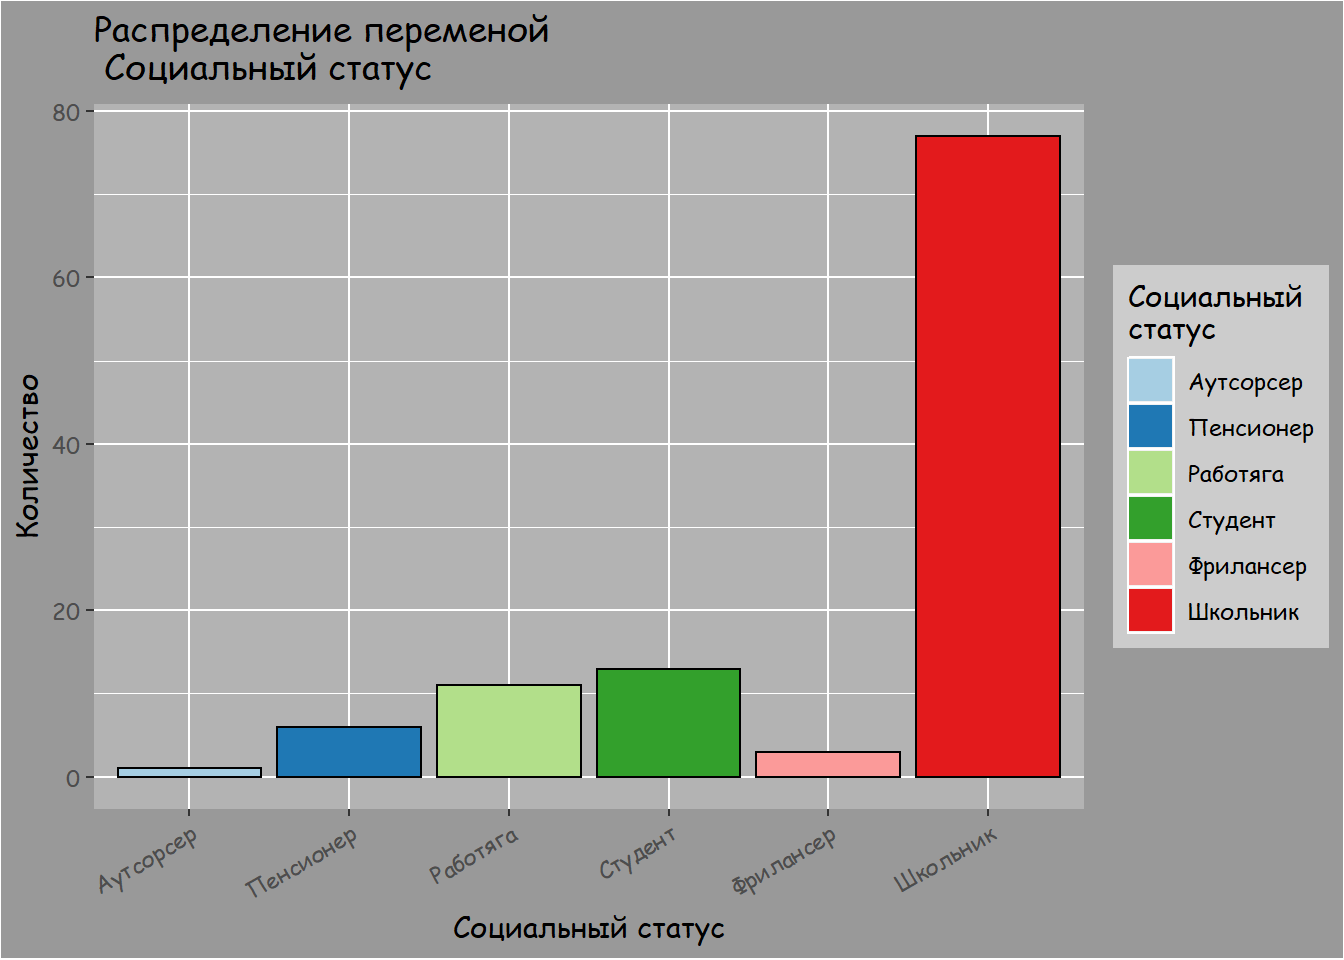 Распределение переменой
Социальный статус
Количество
80
60
40
20
0
Аутсорсер
Пенсионер
Работяга
Студент
Фрилансер
Школьник
Социальный статус
Социальный
статус
Аутсорсер
Пенсионер
Работяга
Студент
Фрилансер
Школьник